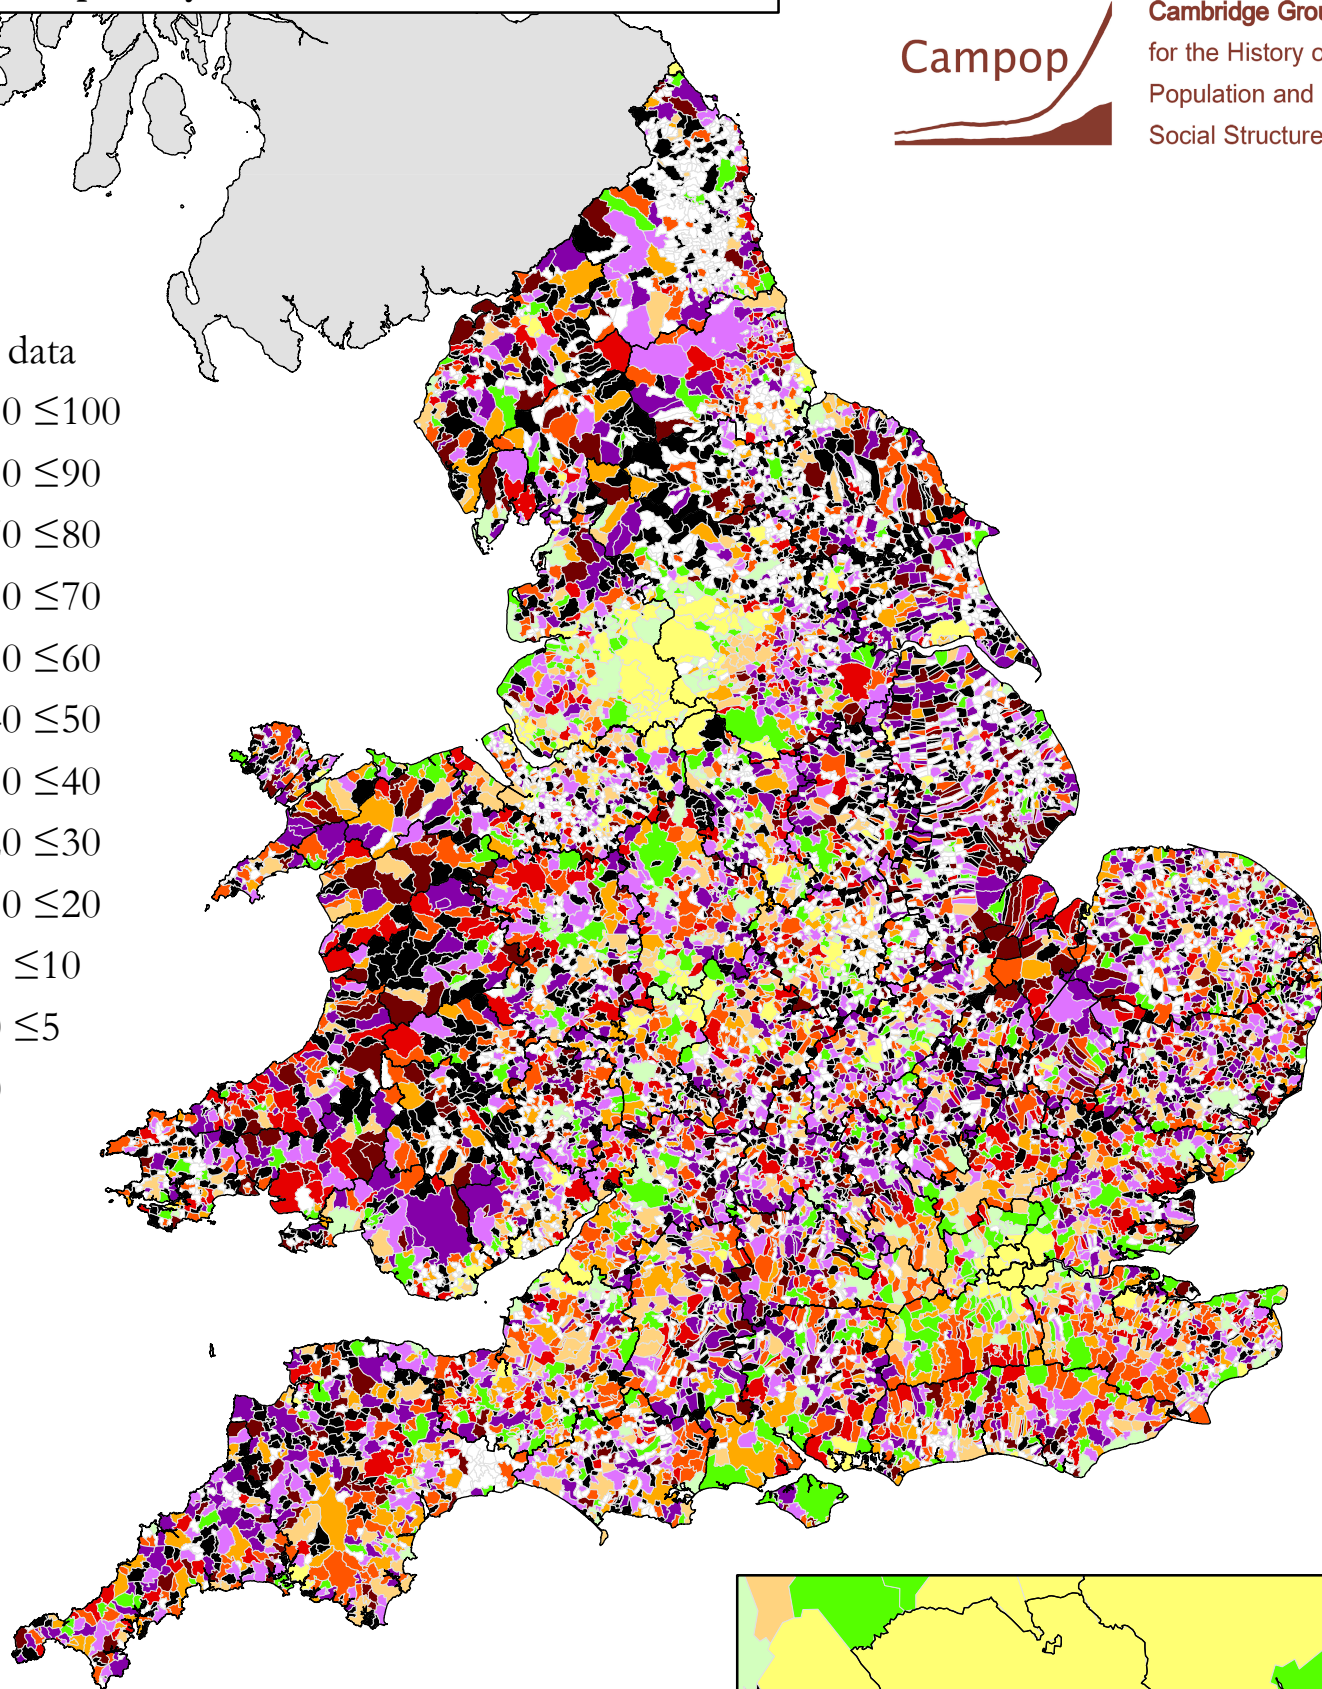 Campop
Cambridge Grou
for the History o
Population and
Social Structure
data
0 ≤100
0 ≤90
0 ≤80
0 ≤70
0 ≤60
0 ≤50
0 ≤40
0 ≤30
0 ≤20
≤10
≤5